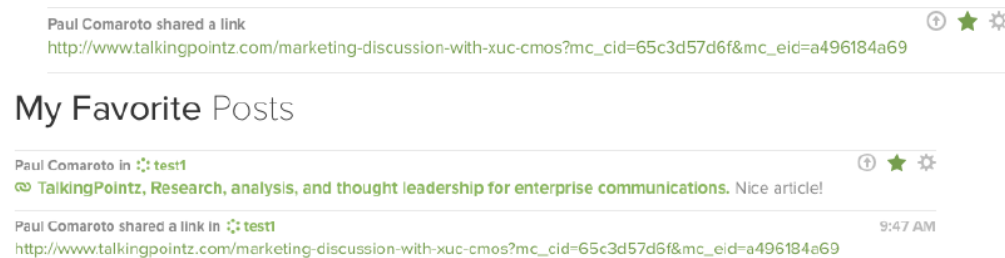 Paul Comaroto shared a link
http://www.talkingpointz.com/marketing-discussion-with-xuc-cmos?mc_cid=65c3d57d6f&mc_eid=a496184a69
My Favorite Posts
Paul Comaroto in test1
TalkingPointz, Research, analysis, and thought leadership for enterprise communications. Nice article!
Paul Comaroto shared a link in test1 9:47 AM
http://www.talkingpointz.com/marketing-discussion-with-xuc-cmos?mc_cid=65c3d57d6f&mc_eid=a496184a69